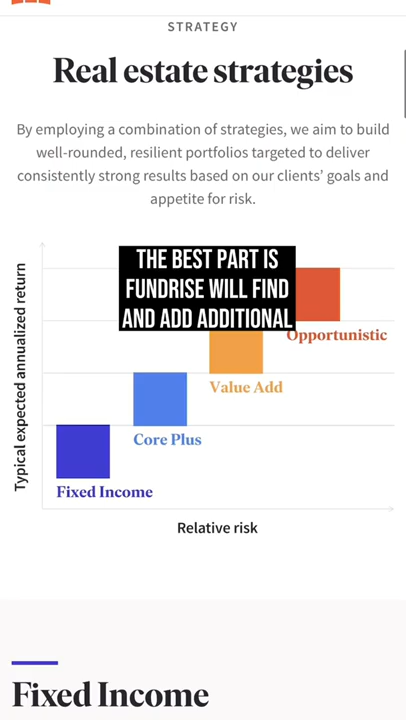 STRATEGY
Real estate strategies
By employing a combination of strategies, we aim to build
well-rounded, resilient portfolios targeted to deliver
consistently strong results based on our clients' goals and
appetite for risk.
THE BEST PART IS
FUNDRISE WILL FIND
AND ADD ADDITIONAL
Typical expected annualized return
Opportunistic
Value Add
Core Plus
Fixed Income
Relative risk
Fixed Income